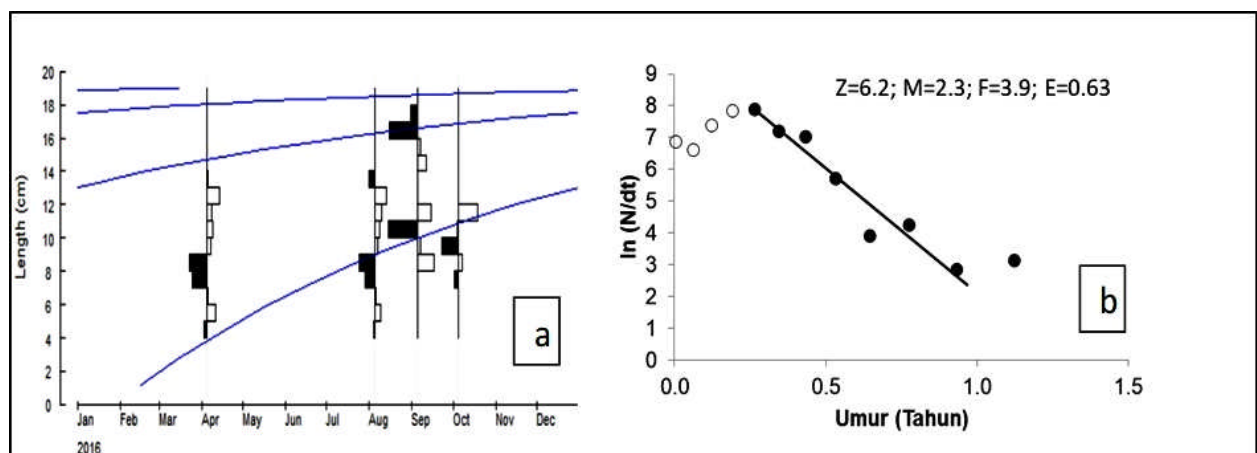 20
18
16
14
12
10
8
6
4
2
0
Length (cm)
Jan Feb Mar Apr May Jun Jul Aug Sep Oct Nov Dec
2016
a
Z=6.2; M=2.3; F=3.9; E=0.63
9
8
7
6
5
4
3
2
1
0
ln (N/dt)
0.0 0.5 1.0 1.5
Umur (Tahun)
b